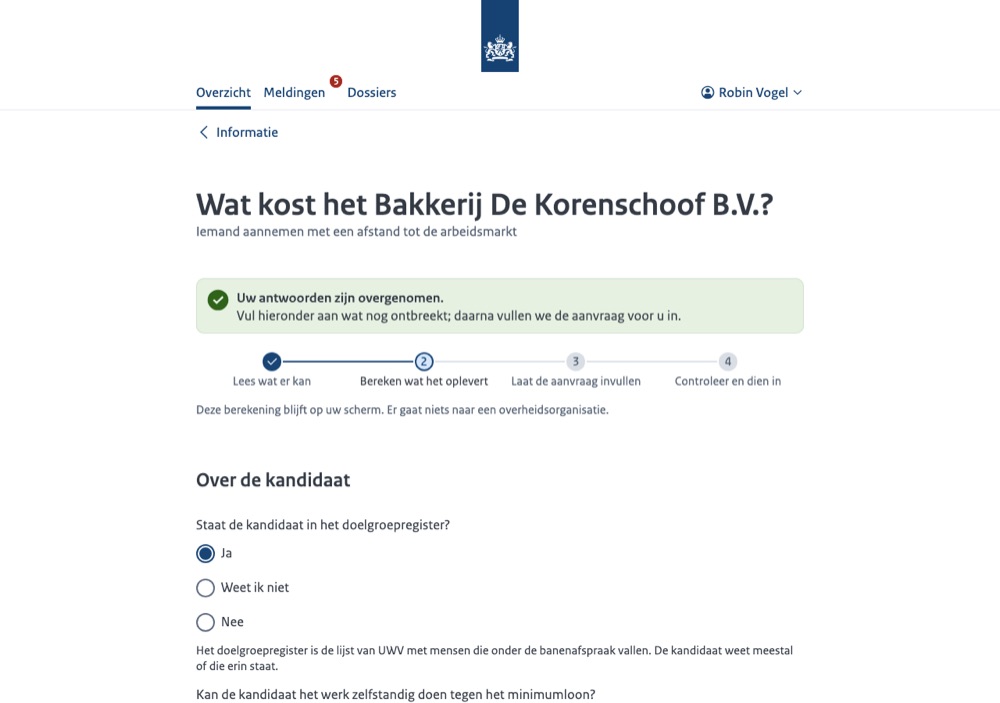 Overzicht Meldingen 5 Dossiers Robin Vogel
Informatie
Wat kost het Bakkerij De Korenschoof B.V.?
Iemand aannemen met een afstand tot de arbeidsmarkt
Uw antwoorden zijn overgenomen.
Vul hieronder aan wat nog ontbreekt; daarna vullen we de aanvraag voor u in.
2 3 4
Lees wat er kan Bereken wat het oplevert Laat de aanvraag invullen Controleer en dien in
Deze berekening blijft op uw scherm. Er gaat niets naar een overheidsorganisatie.
Over de kandidaat
Staat de kandidaat in het doelgroepregister?
Ja
Weet ik niet
Nee
Het doelgroepregister is de lijst van UWV met mensen die onder de banenafspraak vallen. De kandidaat weet meestal
of die erin staat.
Kan de kandidaat het werk zelfstandig doen tegen het minimumloon?